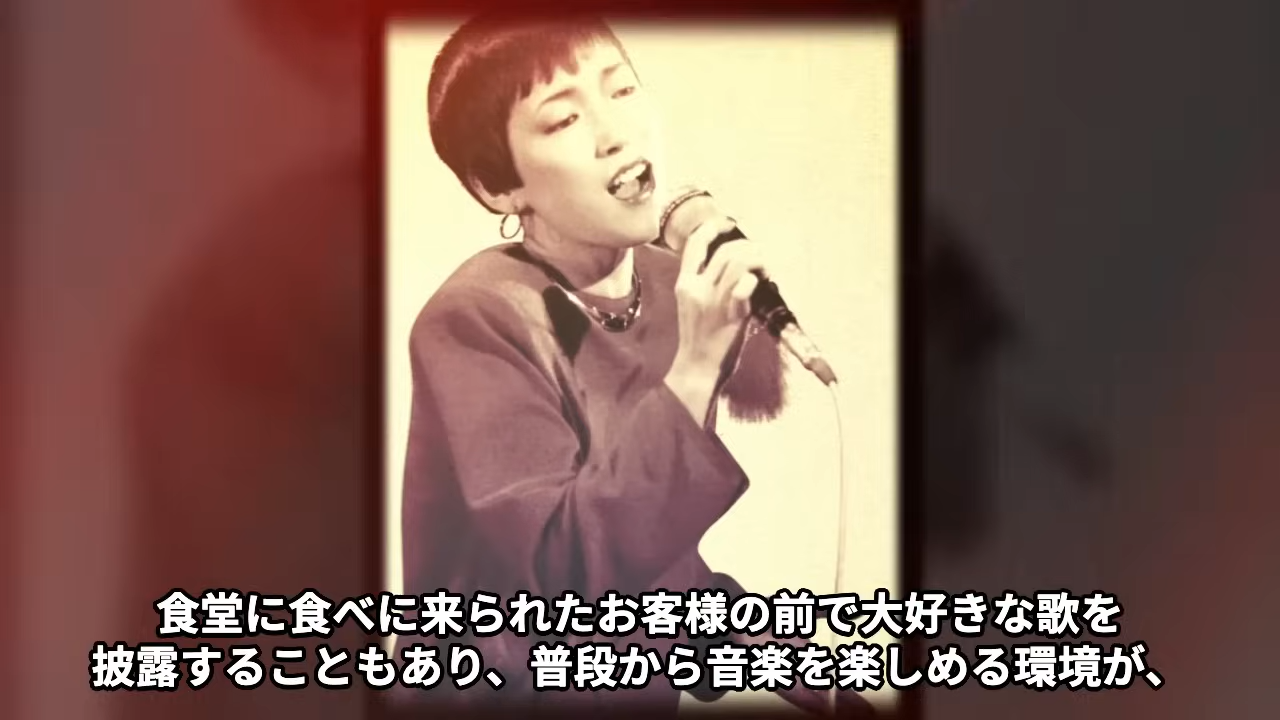 食堂に食べに来られたお客様の前で大好きな歌を
披露することもあり、普段から音楽を楽しめる環境が、